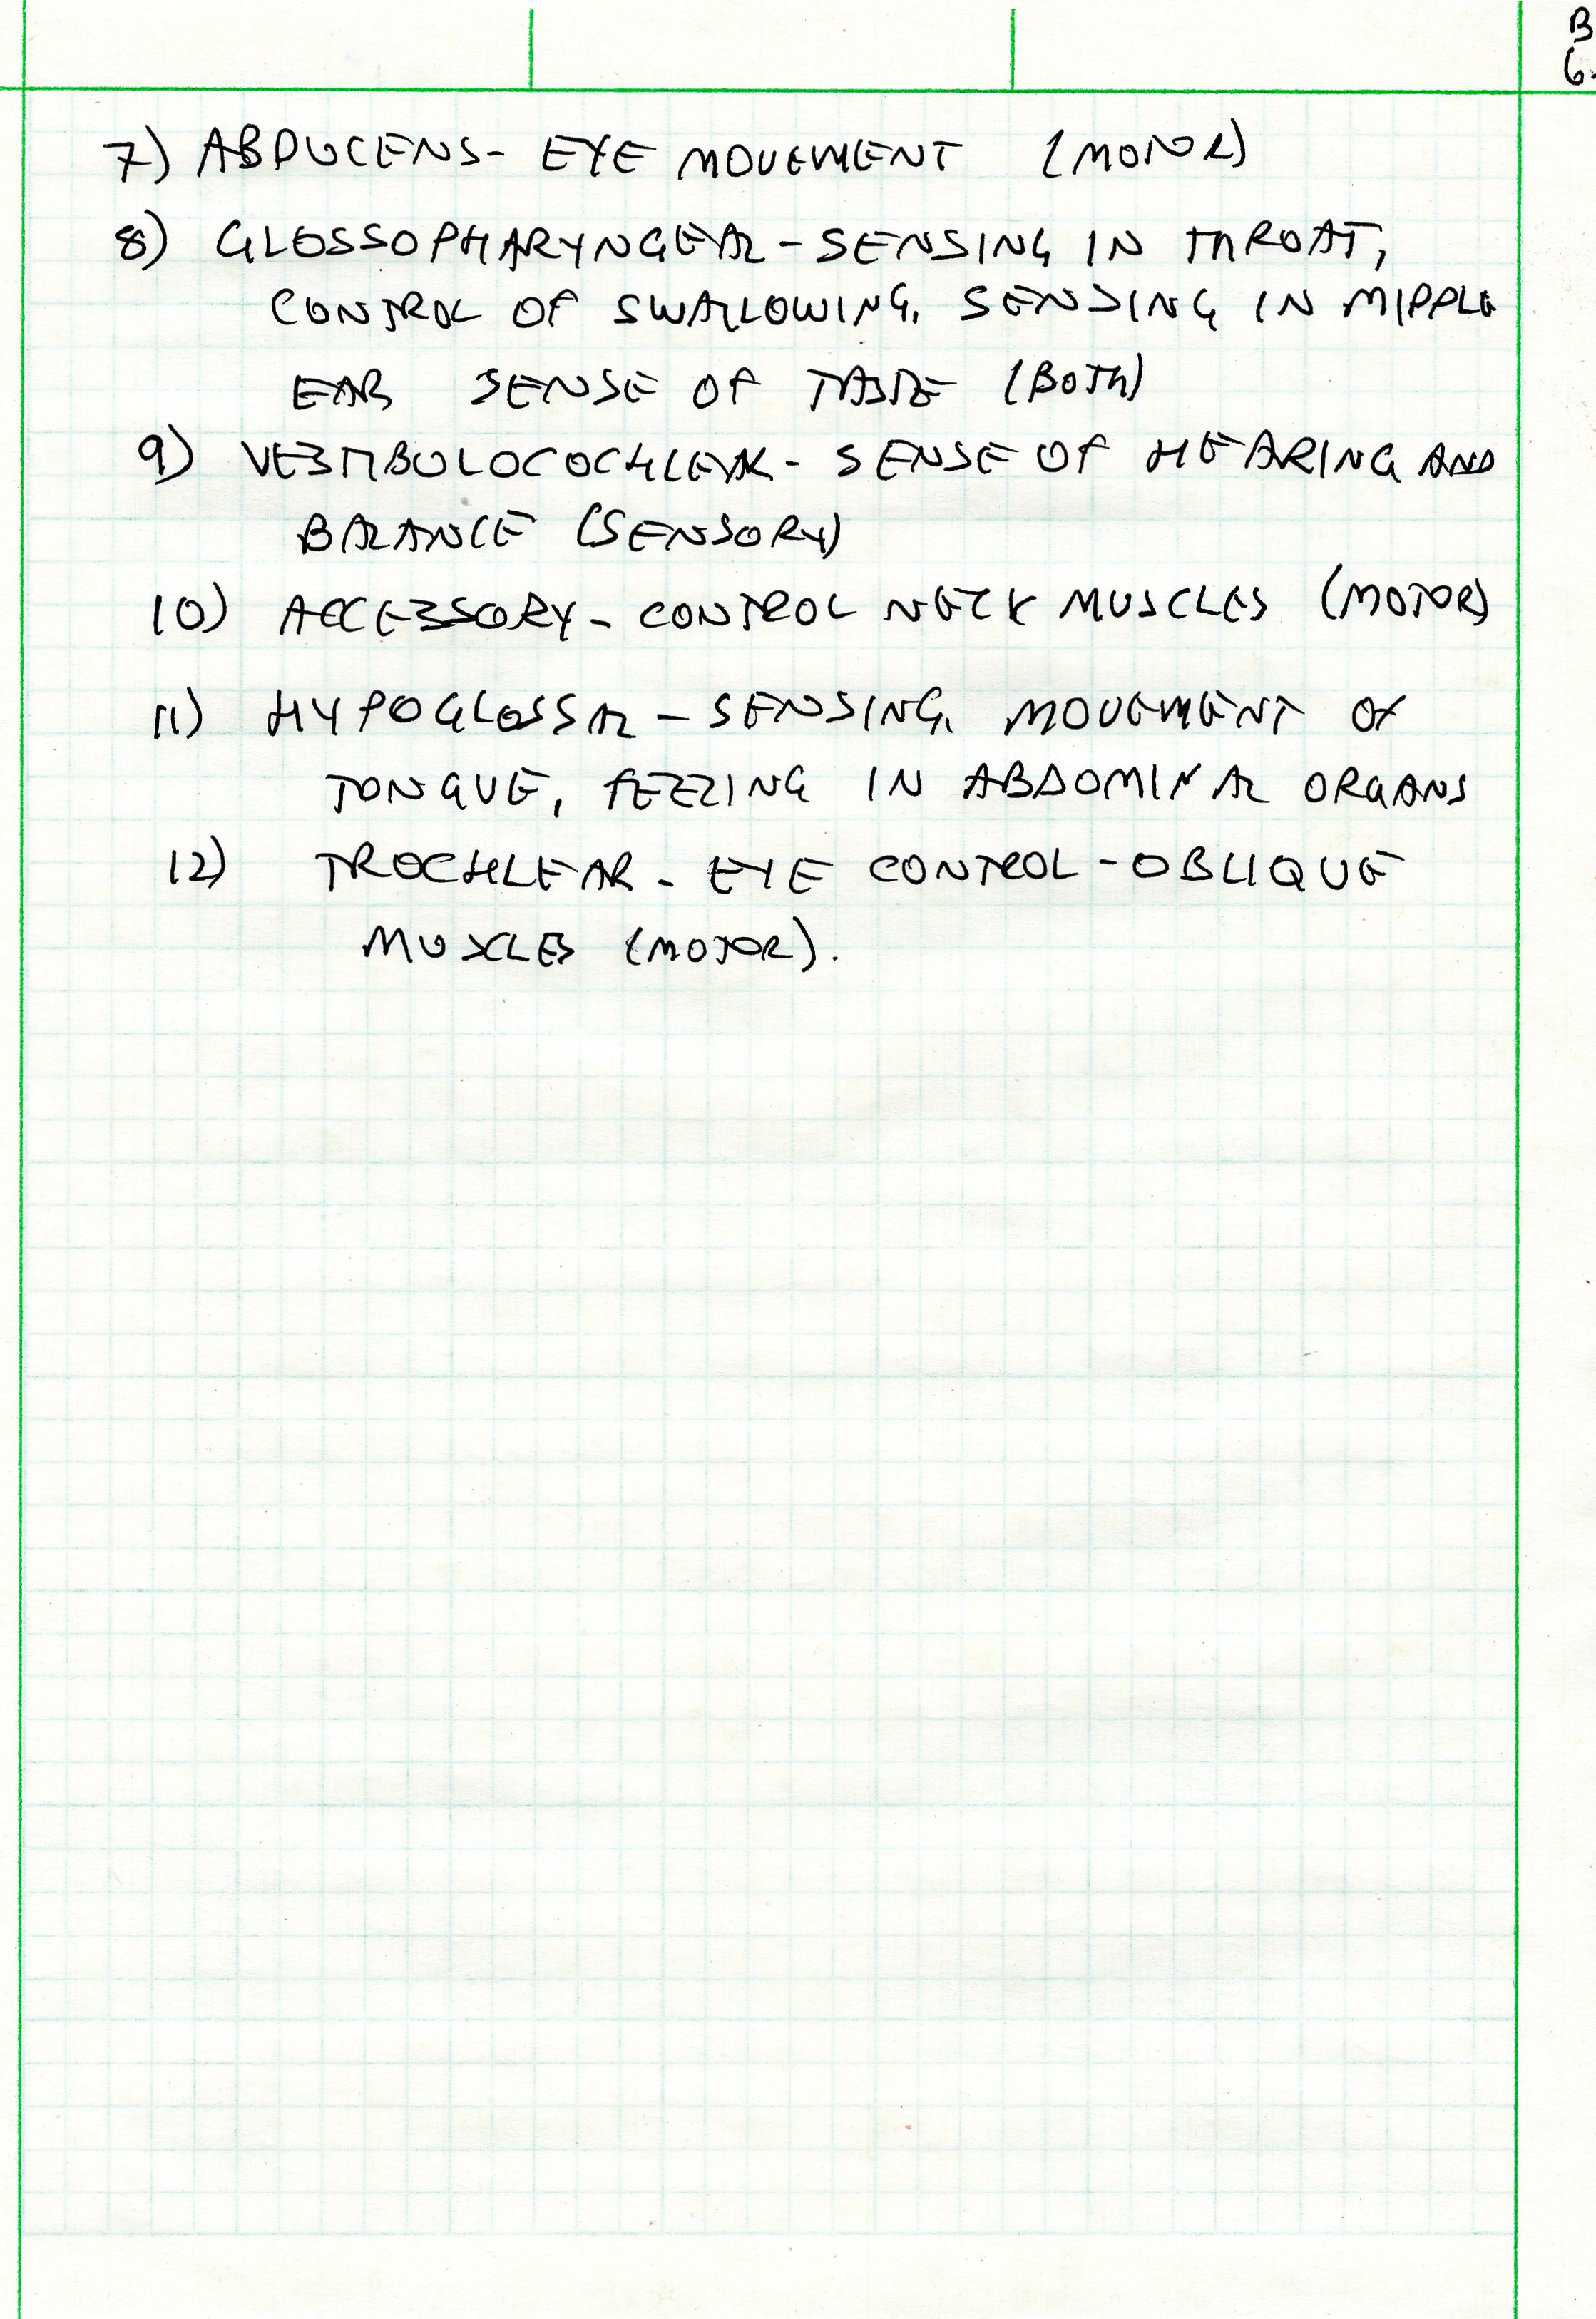 B
6.
7) ABDUCENS - EYE MOVEMENT (MOTOR)
8) GLOSSOPHARYNGEAL - SENSING IN THROAT,
CONTROL OF SWALLOWING, SENSING IN MIDDLE
EAR SENSE OF TASTE (BOTH)
9) VESTIBULOCOCHLEAR - SENSE OF HEARING AND
BALANCE (SENSORY)
10) ACCESSORY - CONTROL NECK MUSCLES (MOTOR)
11) HYPOGLOSSAL - SENSING, MOVEMENT OF
TONGUE, FEELING IN ABDOMINAL ORGANS
12) TROCHLEAR - EYE CONTROL - OBLIQUE
MUSCLES (MOTOR).